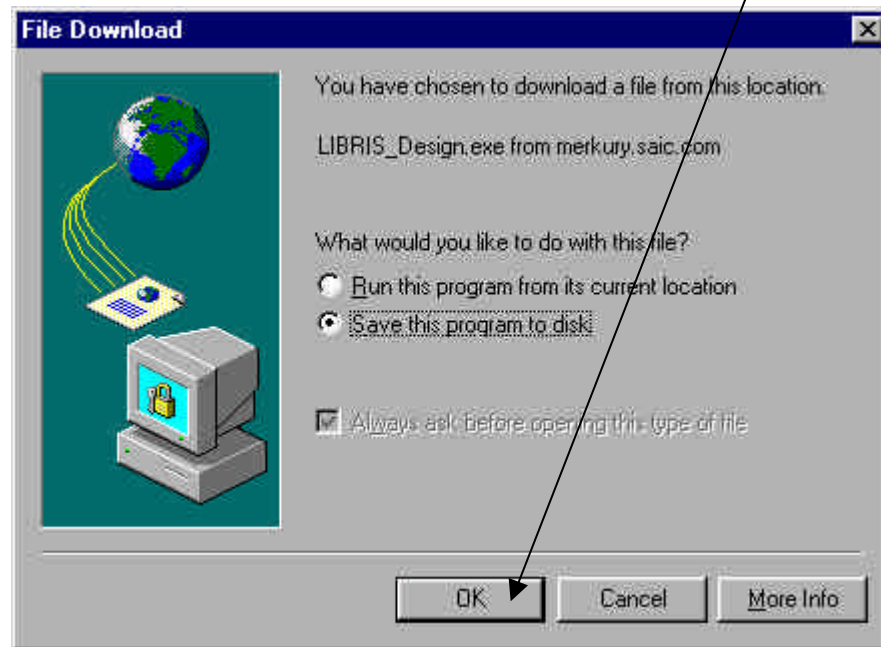 File Download
You have chosen to download a file from this location.
LIBRIS_Design.exe from merkury.saic.com
What would you like to do with this file?
Run this program from its current location
Save this program to disk
Always ask before opening this type of file
OK Cancel More Info